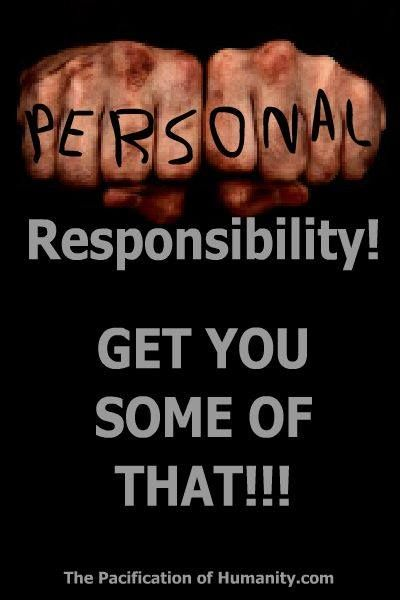 PERSONAL
Responsibility!
GET YOU
SOME OF
THAT!!!
The Pacification of Humanity.com